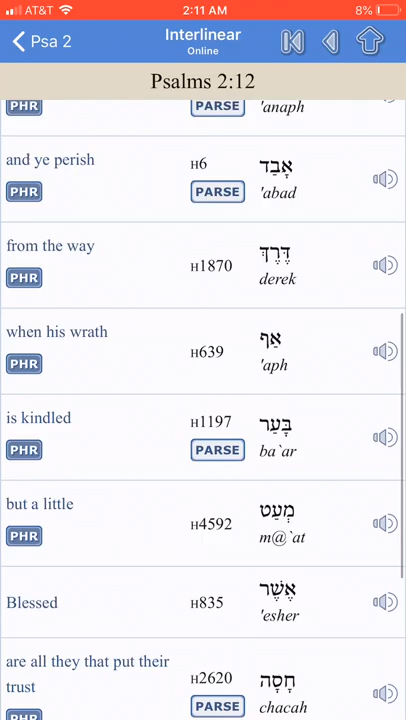 AT&T 2:11 AM 8%
Psa 2 Interlinear
Online
Psalms 2:12
PHR PARSE 'anaph
and ye perish H6 אָבַד
PHR PARSE 'abad
from the way H1870 דֶּרֶךְ
PHR derek
when his wrath H639 אַף
PHR 'aph
is kindled H1197 בָּעַר
PHR PARSE ba`ar
but a little H4592 מְעַט
PHR m@`at
Blessed H835 אֶשֶׁר
'esher
are all they that put their H2620 חָסָה
trust
PHR PARSE chacah